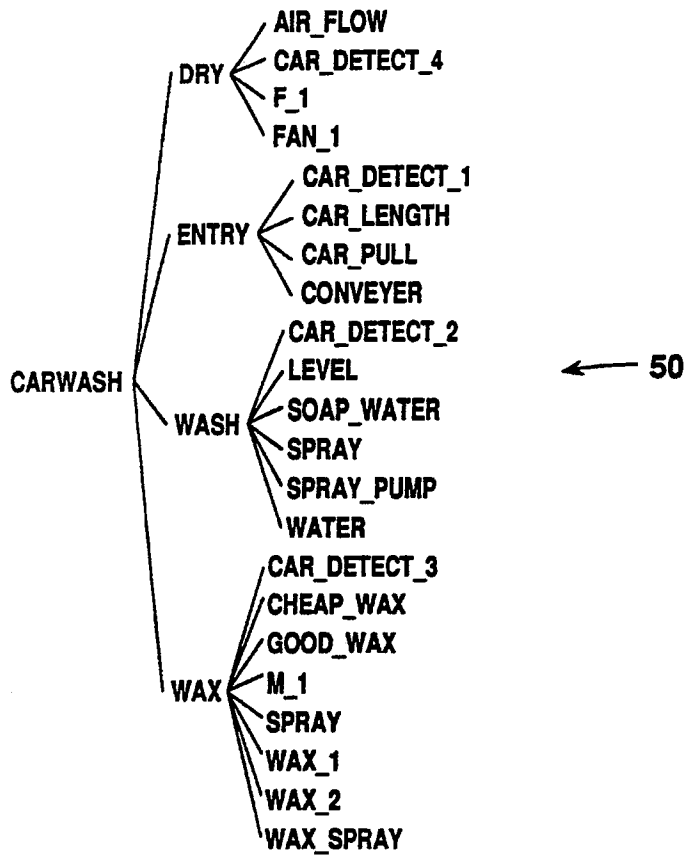 AIR_FLOW
CAR_DETECT_4
DRY
F_1
FAN_1
CAR_DETECT_1
CAR_LENGTH
ENTRY
CAR_PULL
CONVEYER
CAR_DETECT_2
LEVEL
50
CARWASH
SOAP_WATER
WASH
SPRAY
SPRAY_PUMP
WATER
CAR_DETECT_3
CHEAP_WAX
GOOD_WAX
M_1
WAX
SPRAY
WAX_1
WAX_2
WAX_SPRAY